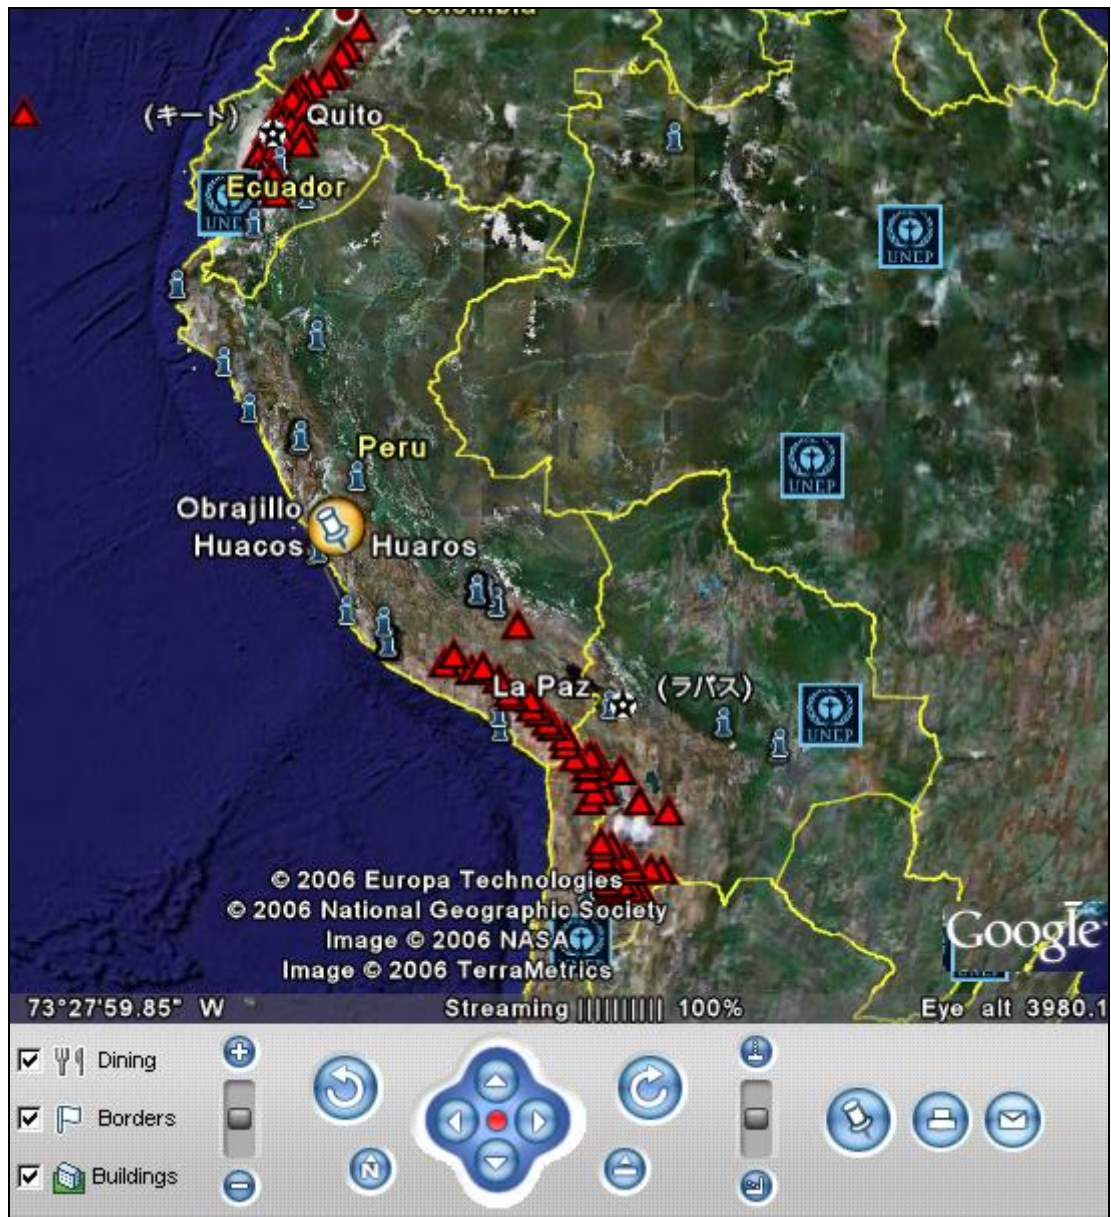 Colombia
(キード) Quito
Ecuador
UNEP
UNEP
Peru
UNEP
Obrajillo
Huacos Huaros
La Paz (ラパス)
UNEP
© 2006 Europa Technologies
© 2006 National Geographic Society
Image © 2006 NASA
Image © 2006 TerraMetrics
Google
73°27'59.85" W Streaming |||||||||| 100% Eye alt 3980.1
Dining
Borders
N
Buildings